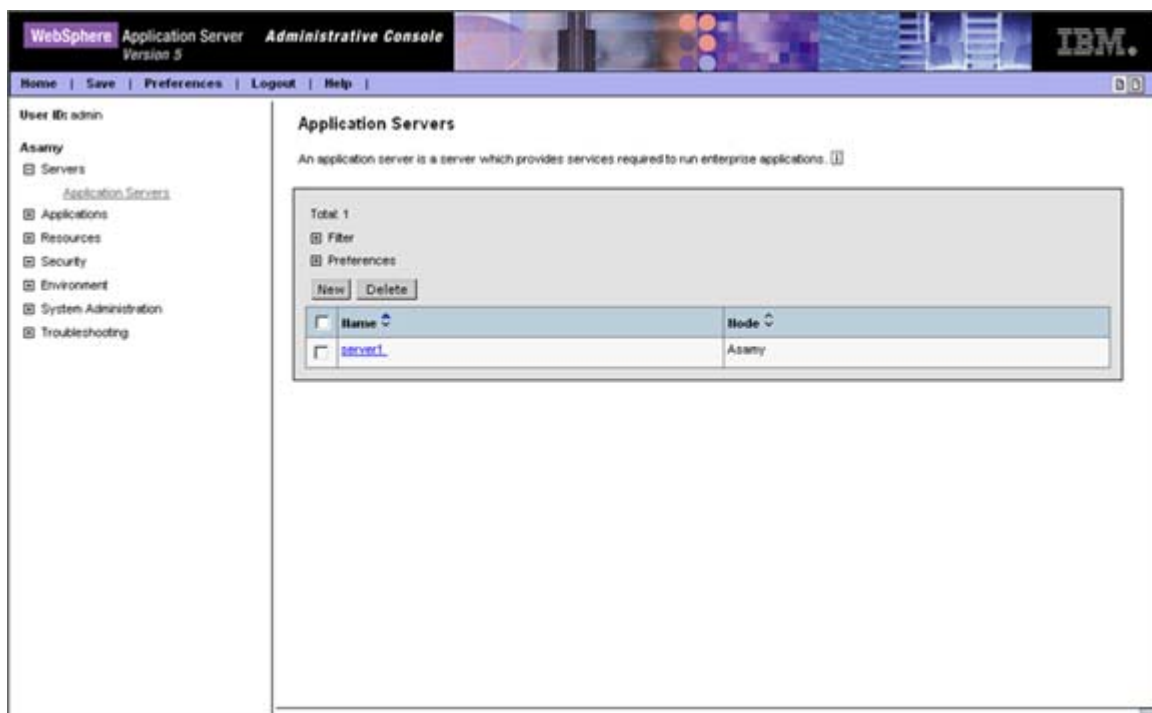 WebSphere Application Server Administrative Console
Version 5
IBM.
Home | Save | Preferences | Logout | Help |
User ID: admin
Asamy
Servers
Application Servers
Applications
Resources
Security
Environment
System Administration
Troubleshooting
Application Servers
An application server is a server which provides services required to run enterprise applications.
Total: 1
Filter
Preferences
New Delete
Name Node
server1 Asamy